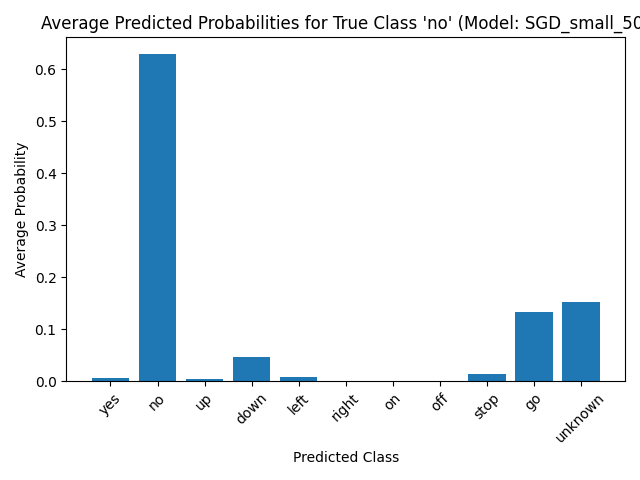 Average Predicted Probabilities for True Class 'no' (Model: SGD_small_50
Average Probability
0.6
0.5
0.4
0.3
0.2
0.1
0.0
yes no up down left right on off stop go unknown
Predicted Class